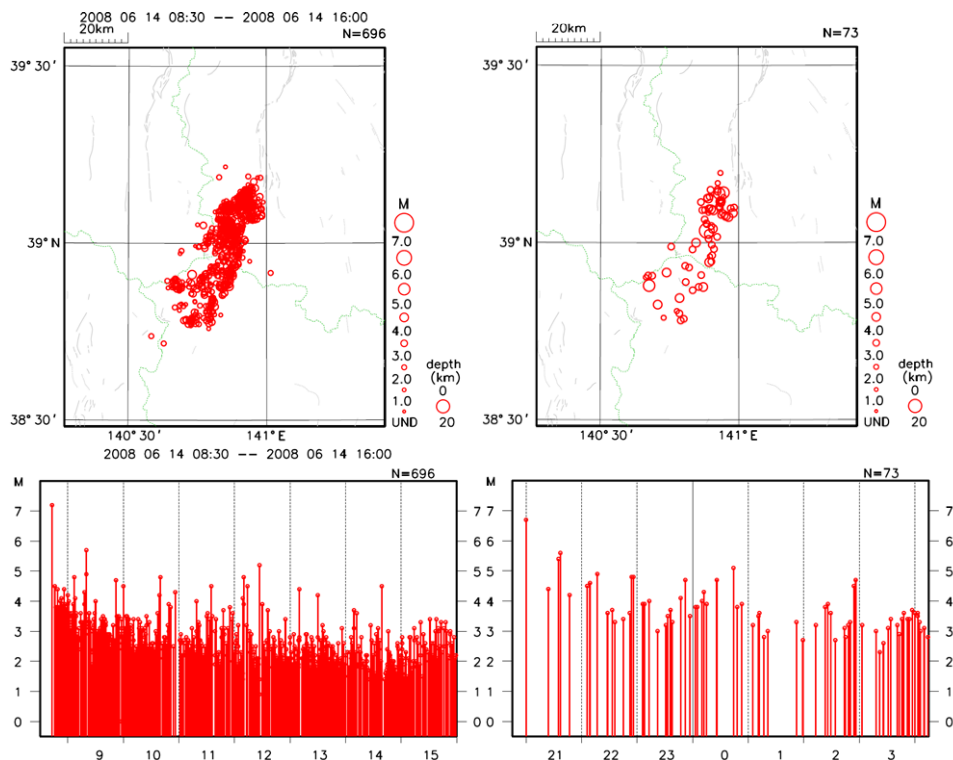 2008 06 14 08:30 -- 2008 06 14 16:00
20km
N=696
39° 30′
39° N
38° 30′
140° 30′
141° E
M
7.0
6.0
5.0
4.0
3.0
2.0
1.0
UND
depth
(km)
0
20
20km
N=73
39° 30′
39° N
38° 30′
140° 30′
141° E
M
7.0
6.0
5.0
4.0
3.0
2.0
1.0
UND
depth
(km)
0
20
2008 06 14 08:30 -- 2008 06 14 16:00
M
N=696
M
7
6
5
4
3
2
1
0
7
6
5
4
3
2
1
0
9 10 11 12 13 14 15
N=73
7
6
5
4
3
2
1
0
7
6
5
4
3
2
1
0
21 22 23 0 1 2 3